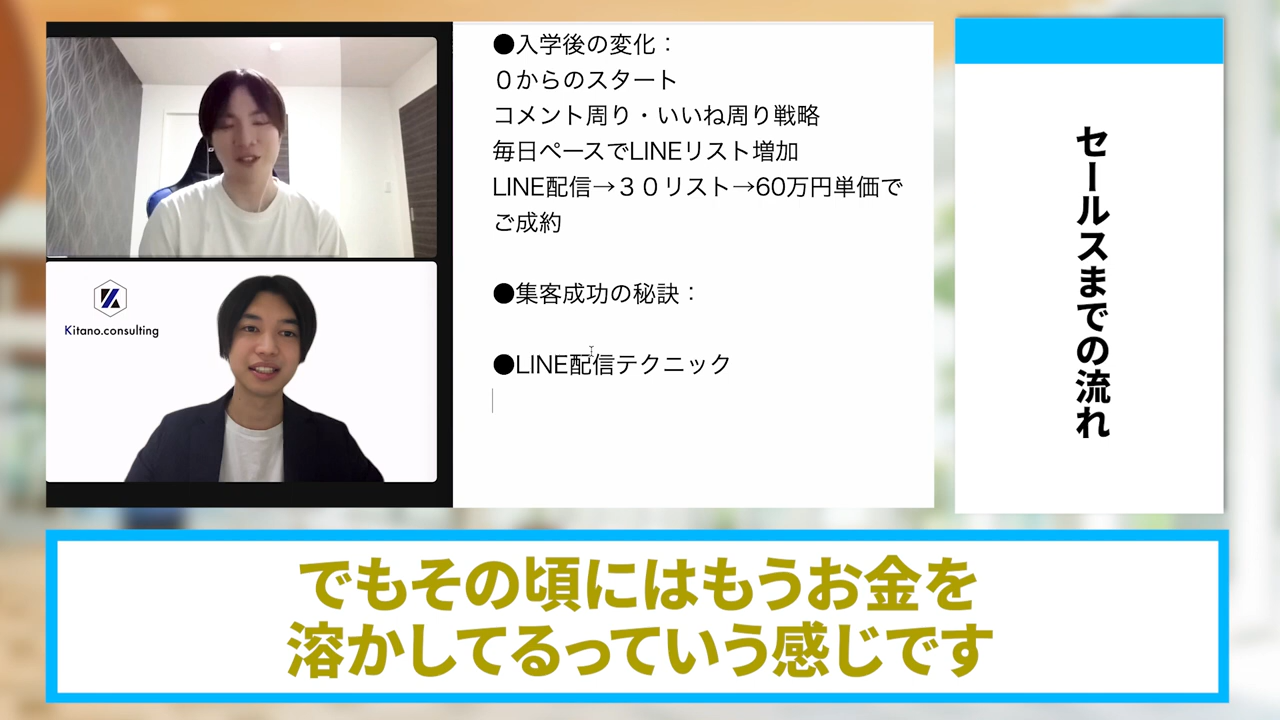 ●入学後の変化：
０からのスタート
コメント周り・いいね周り戦略
毎日ペースでLINEリスト増加
LINE配信→３０リスト→60万円単価で
ご成約
●集客成功の秘訣：
●LINE配信テクニック
Kitano.consulting
セールスまでの流れ
でもその頃にはもうお金を
溶かしてるっていう感じです